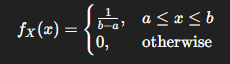 f_X(x) = { 1/(b−a), a ≤ x ≤ b
0, otherwise